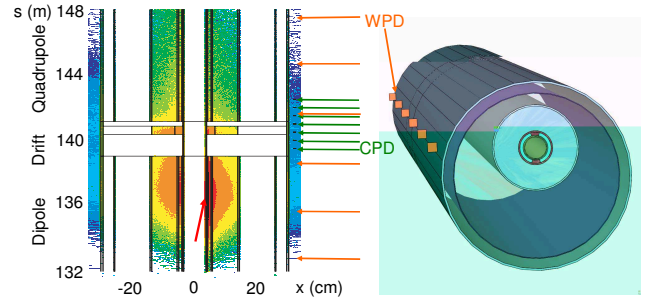 s (m)
148
WPD
Quadrupole
144
Drift
140
CPD
Dipole
136
132
-20
0
20
x (cm)